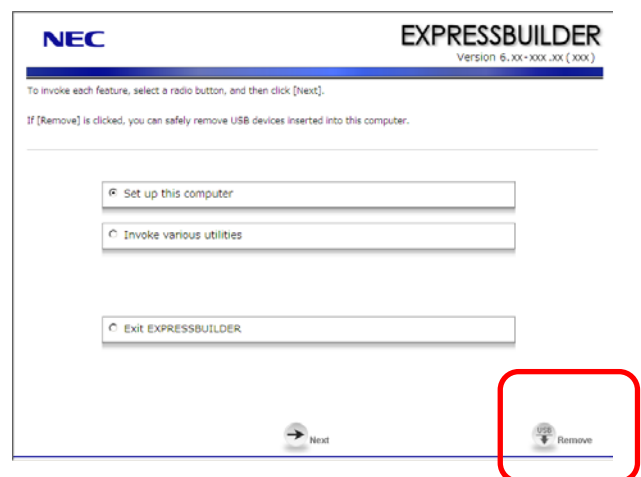 NEC
EXPRESSBUILDER
Version 6.xx-xxx.xx (xxx)
To invoke each feature, select a radio button, and then click [Next].
If [Remove] is clicked, you can safely remove USB devices inserted into this computer.
Set up this computer
Invoke various utilities
Exit EXPRESSBUILDER
Next
USB
Remove